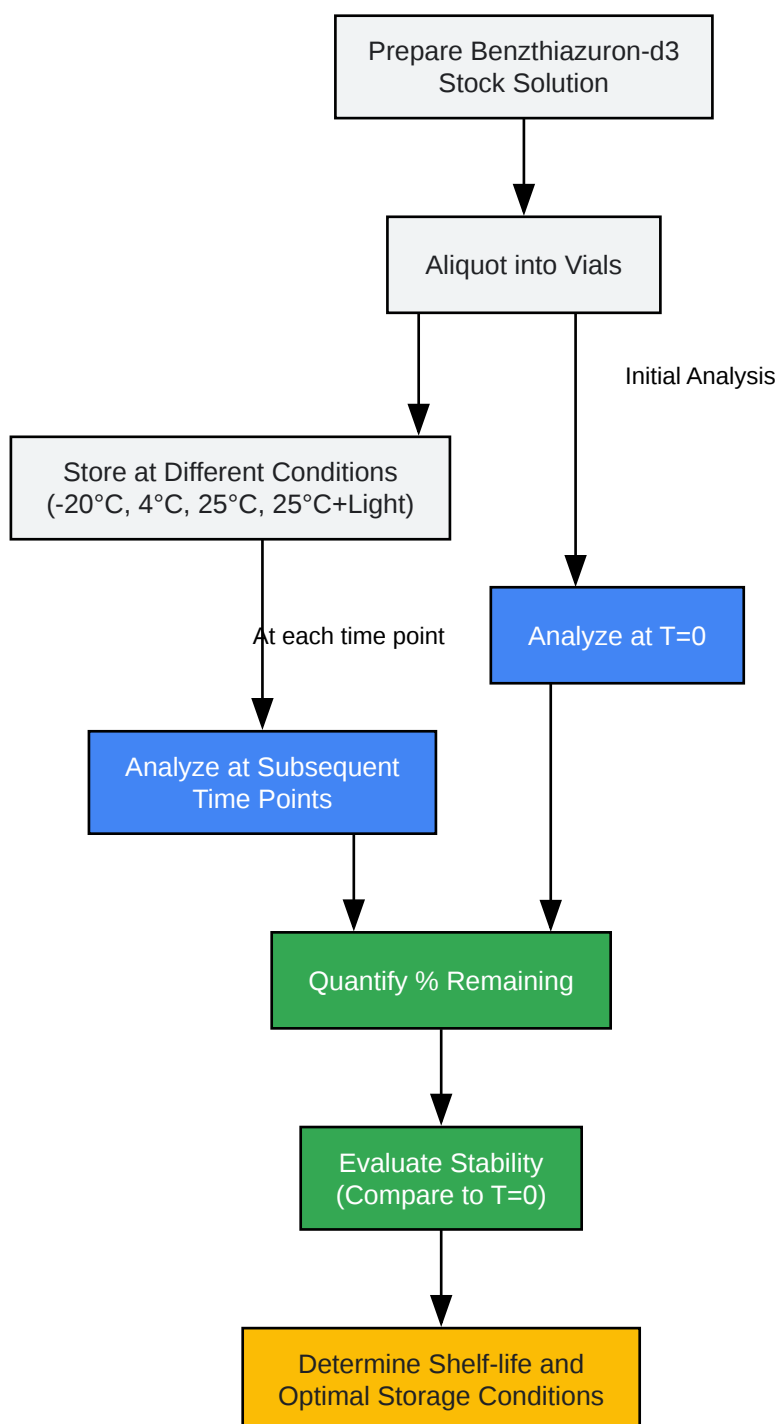 Prepare Benzthiazuron-d3
Stock Solution
Aliquot into Vials
Initial Analysis
Store at Different Conditions
(-20°C, 4°C, 25°C, 25°C+Light)
At each time point
Analyze at T=0
Analyze at Subsequent
Time Points
Quantify % Remaining
Evaluate Stability
(Compare to T=0)
Determine Shelf-life and
Optimal Storage Conditions